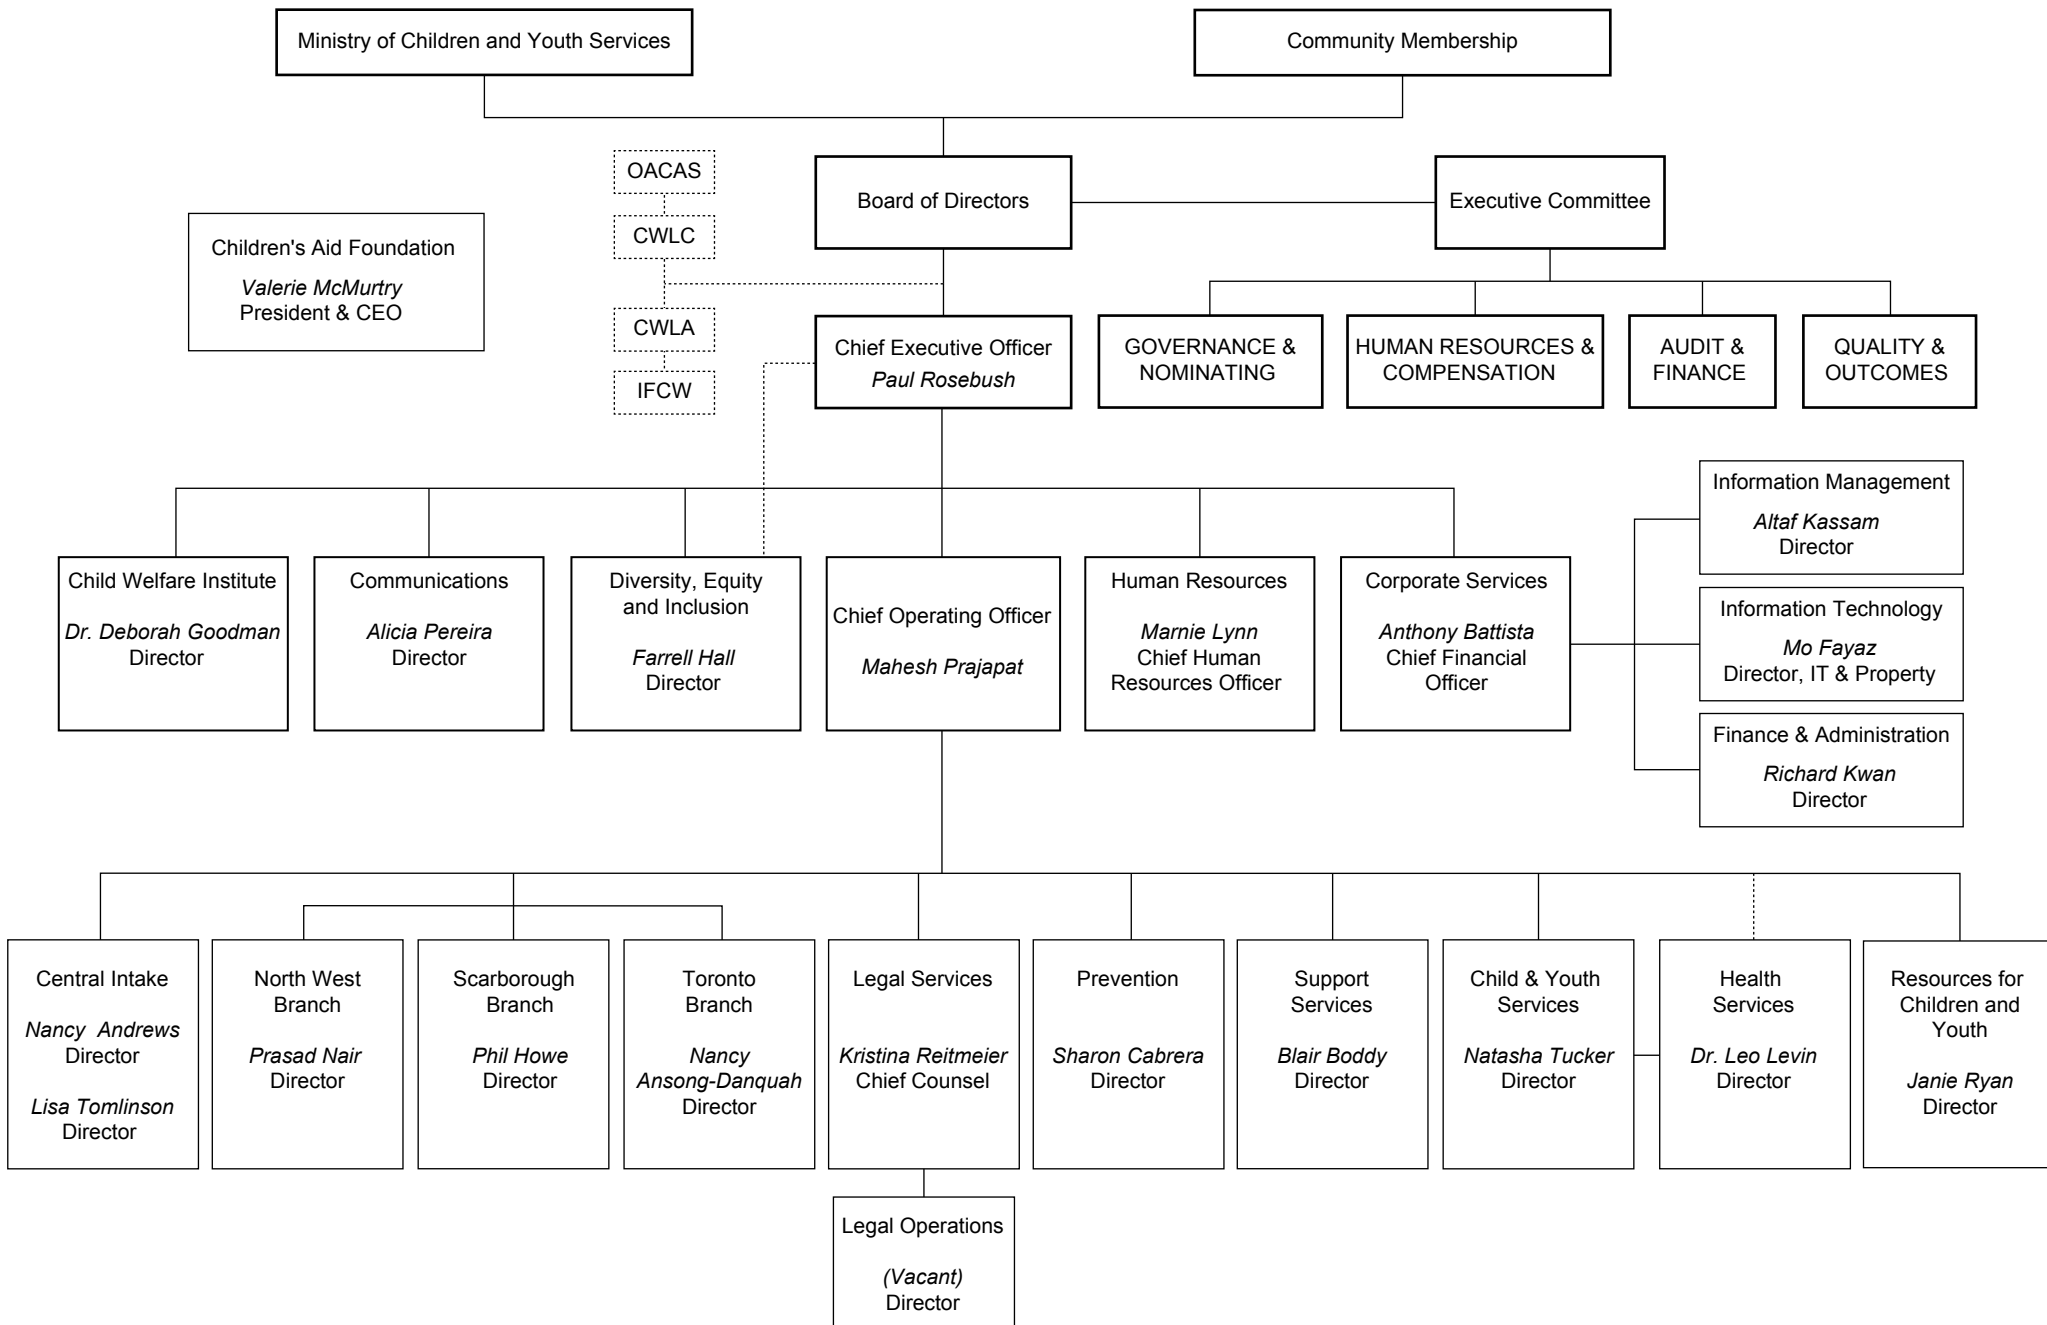 Ministry of Children and Youth Services
Community Membership
OACAS
CWLC
CWLA
IFCW
Board of Directors
Executive Committee
Children's Aid Foundation
Valerie McMurtry
President & CEO
Chief Executive Officer
Paul Rosebush
GOVERNANCE &
NOMINATING
HUMAN RESOURCES &
COMPENSATION
AUDIT &
FINANCE
QUALITY &
OUTCOMES
Child Welfare Institute
Dr. Deborah Goodman
Director
Communications
Alicia Pereira
Director
Diversity, Equity
and Inclusion
Farrell Hall
Director
Chief Operating Officer
Mahesh Prajapat
Human Resources
Marnie Lynn
Chief Human
Resources Officer
Corporate Services
Anthony Battista
Chief Financial
Officer
Information Management
Altaf Kassam
Director
Information Technology
Mo Fayaz
Director, IT & Property
Finance & Administration
Richard Kwan
Director
Central Intake
Nancy Andrews
Director
Lisa Tomlinson
Director
North West
Branch
Prasad Nair
Director
Scarborough
Branch
Phil Howe
Director
Toronto
Branch
Nancy
Ansong-Danquah
Director
Legal Services
Kristina Reitmeier
Chief Counsel
Prevention
Sharon Cabrera
Director
Support
Services
Blair Boddy
Director
Child & Youth
Services
Natasha Tucker
Director
Health
Services
Dr. Leo Levin
Director
Resources for
Children and
Youth
Janie Ryan
Director
Legal Operations
(Vacant)
Director